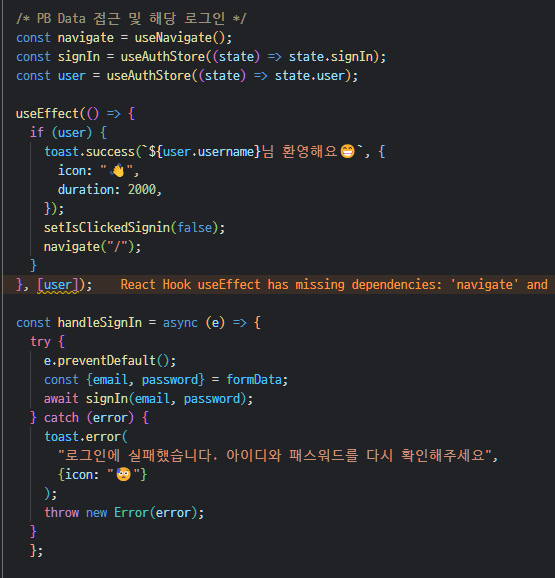 /* PB Data 접근 및 해당 로그인 */
const navigate = useNavigate();
const signIn = useAuthStore((state) => state.signIn);
const user = useAuthStore((state) => state.user);
useEffect(() => {
if (user) {
toast.success(`${user.username}님 환영해요😁`, {
icon: "👋",
duration: 2000,
});
setIsClickedSignin(false);
navigate("/");
}
}, [user]); React Hook useEffect has missing dependencies: 'navigate' and
const handleSignIn = async (e) => {
try {
e.preventDefault();
const {email, password} = formData;
await signIn(email, password);
} catch (error) {
toast.error(
"로그인에 실패했습니다. 아이디와 패스워드를 다시 확인해주세요",
{icon: "😨"}
);
throw new Error(error);
}
};